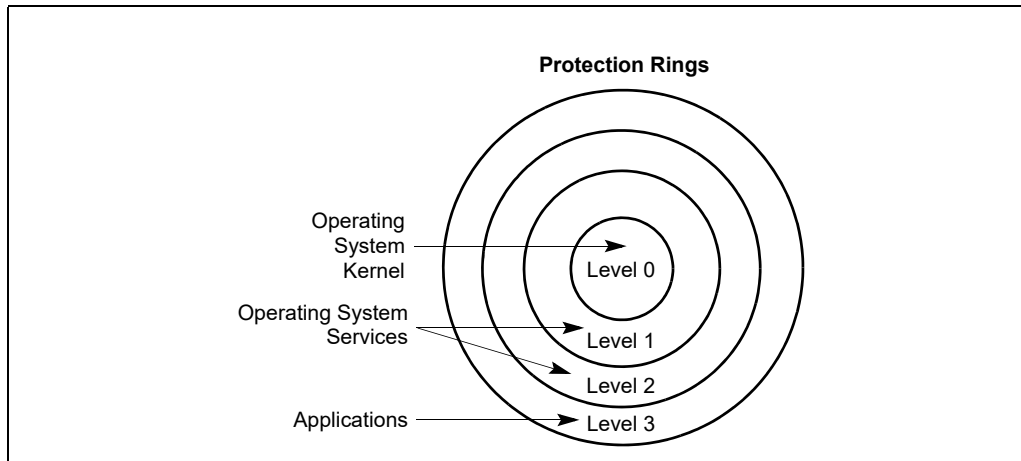 Protection Rings
Operating
System
Kernel
Level 0
Operating System
Services
Level 1
Level 2
Applications
Level 3